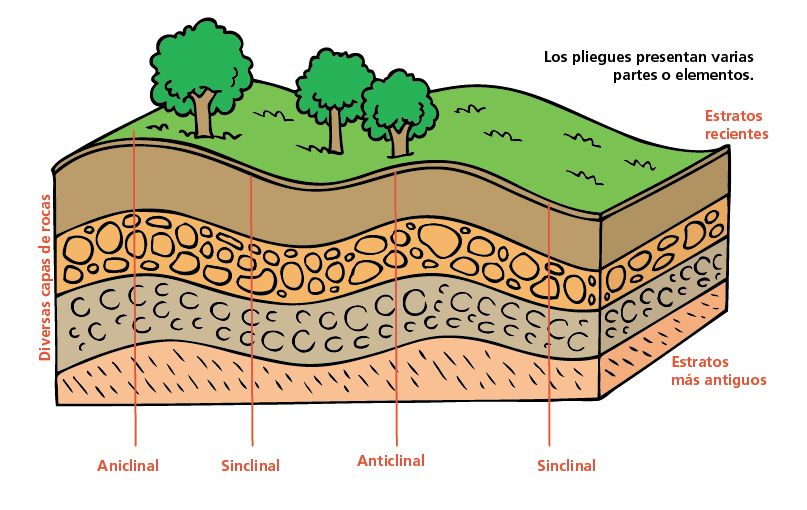 Los pliegues presentan varias
partes o elementos.
Estratos
recientes
Diversas capas de rocas
Estratos
más antiguos
Aniclinal
Sinclinal
Anticlinal
Sinclinal